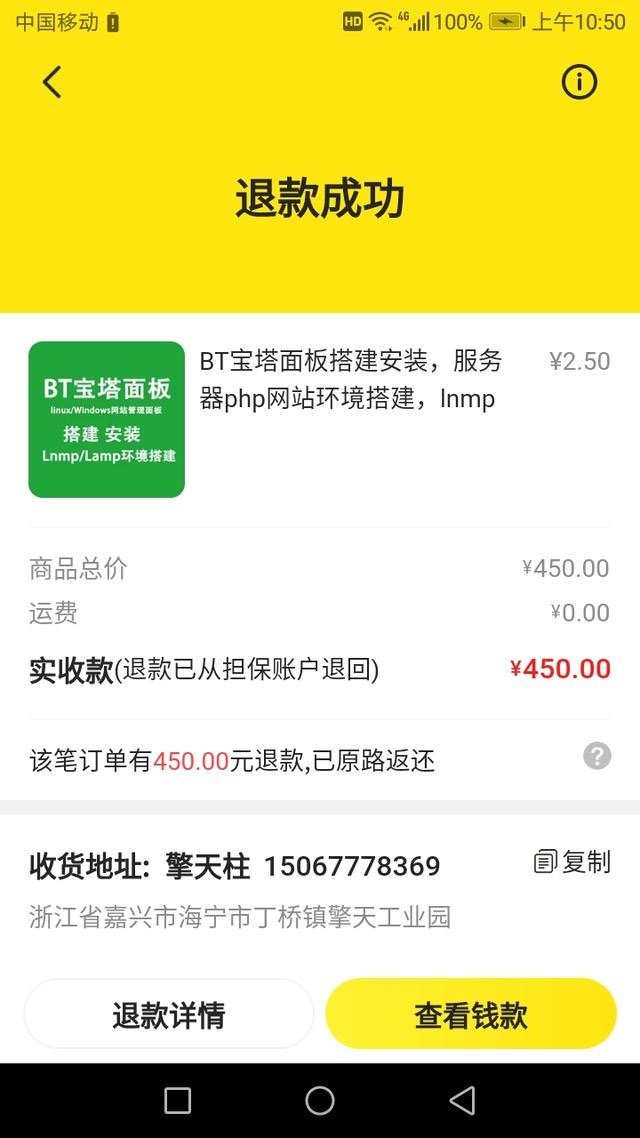 中国移动 HD 4G 100% 上午10:50
退款成功
BT宝塔面板
linux/Windows网站管理面板
搭建 安装
Lnmp/Lamp环境搭建
BT宝塔面板搭建安装，服务 ¥2.50
器php网站环境搭建，lnmp
商品总价 ¥450.00
运费 ¥0.00
实收款(退款已从担保账户退回) ¥450.00
该笔订单有450.00元退款,已原路返还 ?
收货地址: 擎天柱 15067778369 复制
浙江省嘉兴市海宁市丁桥镇擎天工业园
退款详情 查看钱款